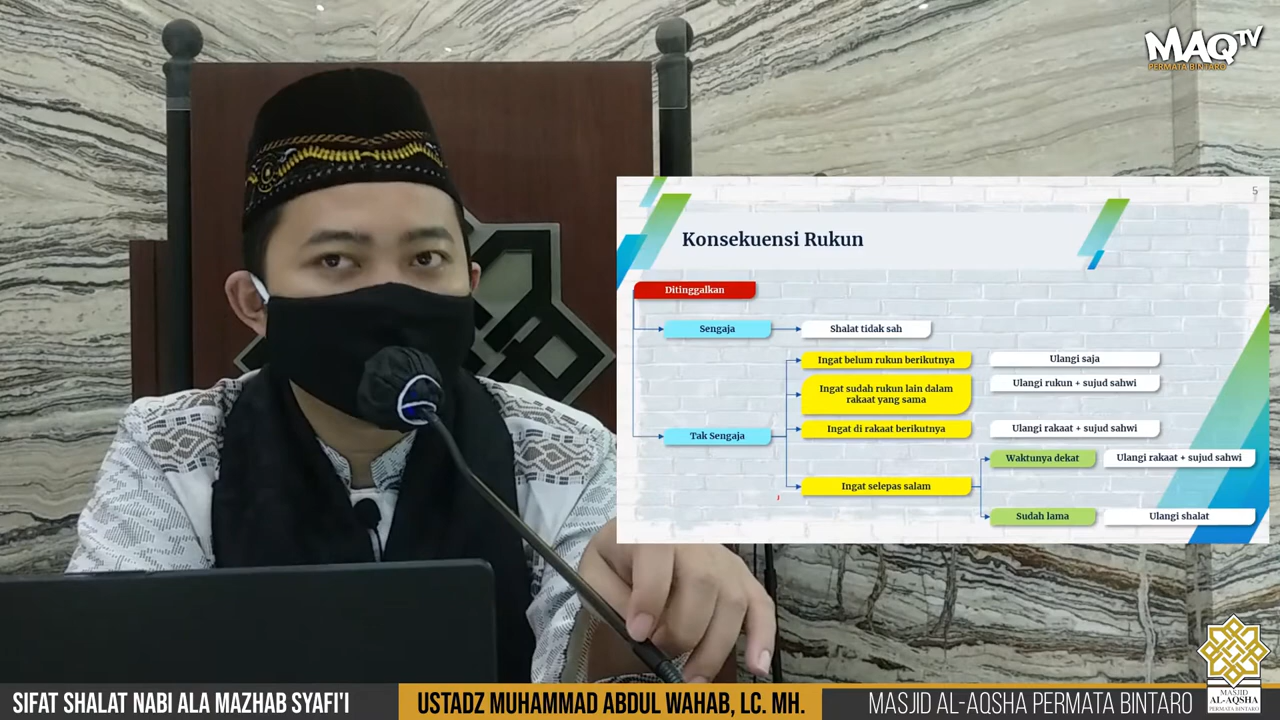 MAQTV
PERMATA BINTARO
5
Konsekuensi Rukun
Ditinggalkan
Sengaja
Shalat tidak sah
Ingat belum rukun berikutnya
Ulangi saja
Ingat sudah rukun lain dalam
rakaat yang sama
Ulangi rukun + sujud sahwi
Ingat di rakaat berikutnya
Ulangi rakaat + sujud sahwi
Tak Sengaja
Waktunya dekat
Ulangi rakaat + sujud sahwi
Ingat selepas salam
Sudah lama
Ulangi shalat
SIFAT SHALAT NABI ALA MAZHAB SYAFI'I
USTADZ MUHAMMAD ABDUL WAHAB, LC. MH.
MASJID AL-AQSHA PERMATA BINTARO
MASJID
AL-AQSHA
PERMATA BINTARO